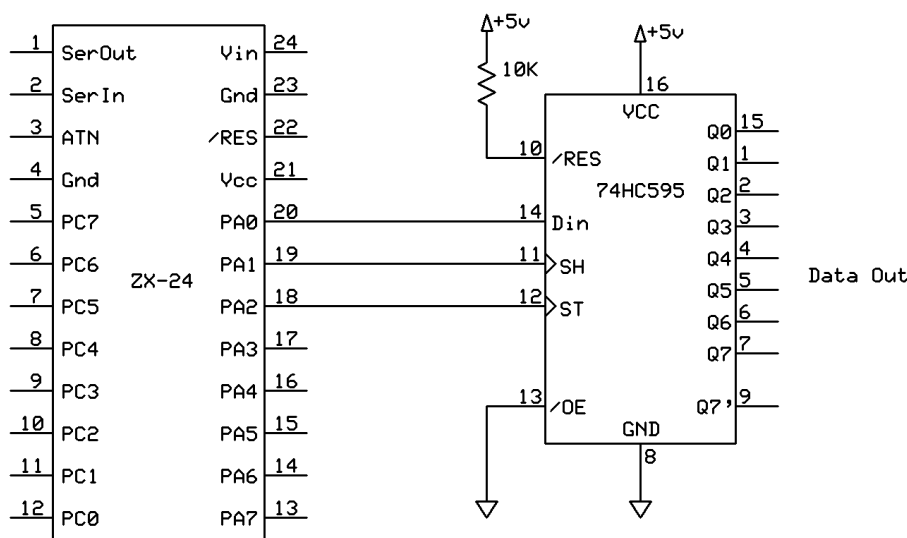 1 SerOut Vin 24
2 SerIn Gnd 23
3 ATN /RES 22
4 Gnd Vcc 21
5 PC7 PA0 20
6 PC6 PA1 19
7 PC5 PA2 18
8 PC4 PA3 17
9 PC3 PA4 16
10 PC2 PA5 15
11 PC1 PA6 14
12 PC0 PA7 13
ZX-24
+5v
10K
+5v
16
VCC
10 /RES
74HC595
14 Din
11 SH
12 ST
13 /OE
GND
8
Q0 15
Q1 1
Q2 2
Q3 3
Q4 4
Q5 5
Q6 6
Q7 7
Q7' 9
Data Out